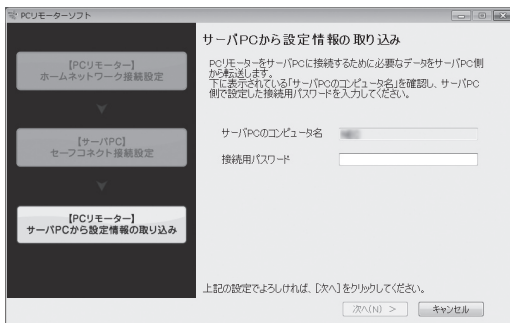 PCリモーターソフト
【PCリモーター】
ホームネットワーク接続設定
【サーバPC】
セーフコネクト接続設定
【PCリモーター】
サーバPCから設定情報の取り込み
サーバPCから設定情報の取り込み
PCリモーターをサーバPCに接続するために必要なデータをサーバPC側
から転送します。
下に表示されている「サーバPCのコンピュータ名」を確認し、サーバPC
側で設定した接続用パスワードを入力してください。
サーバPCのコンピュータ名
接続用パスワード
上記の設定でよろしければ、[次へ]をクリックしてください。
次へ(N) >
キャンセル